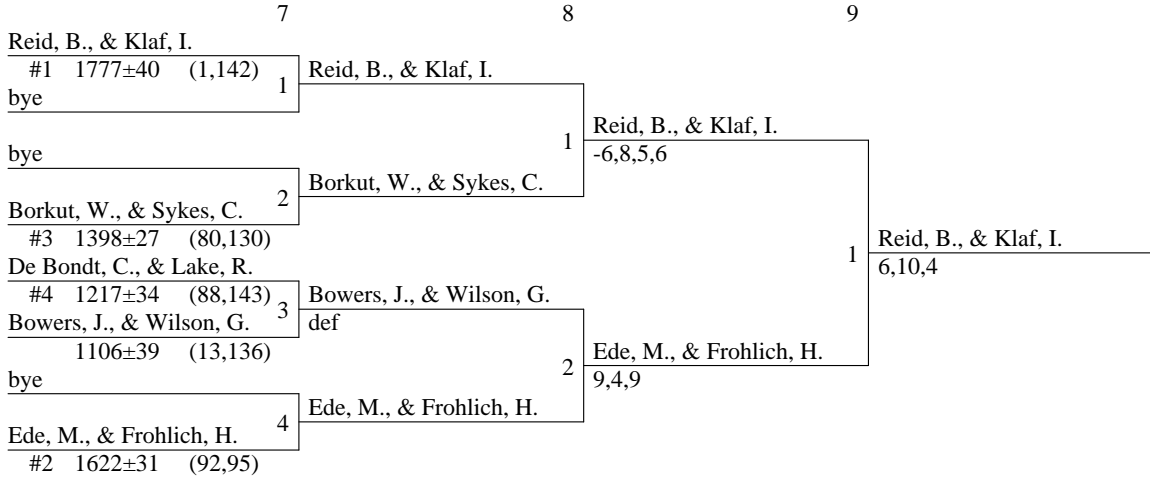 7 8 9
Reid, B., & Klaf, I.
#1 1777±40 (1,142)
1
Reid, B., & Klaf, I.
bye
1
Reid, B., & Klaf, I.
-6,8,5,6
bye
2
Borkut, W., & Sykes, C.
Borkut, W., & Sykes, C.
#3 1398±27 (80,130)
1
Reid, B., & Klaf, I.
6,10,4
De Bondt, C., & Lake, R.
#4 1217±34 (88,143)
3
Bowers, J., & Wilson, G.
def
Bowers, J., & Wilson, G.
1106±39 (13,136)
2
Ede, M., & Frohlich, H.
9,4,9
bye
4
Ede, M., & Frohlich, H.
Ede, M., & Frohlich, H.
#2 1622±31 (92,95)